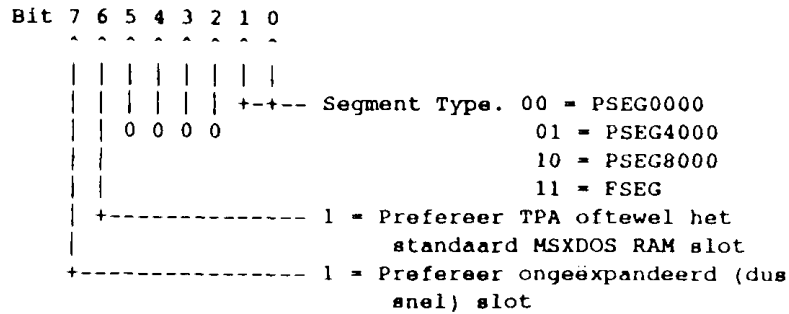 Bit 7 6 5 4 3 2 1 0
    ^ ^ ^ ^ ^ ^ ^ ^
    | | | | | | | |
    | | | | | | +-+-- Segment Type. 00 = PSEG0000
    | | 0 0 0 0                     01 = PSEG4000
    | |                             10 = PSEG8000
    | |                             11 = FSEG
    | +--------------- 1 = Prefereer TPA oftewel het
    |                      standaard MSXDOS RAM slot
    +----------------- 1 = Prefereer ongeëxpandeerd (dus
                           snel) slot